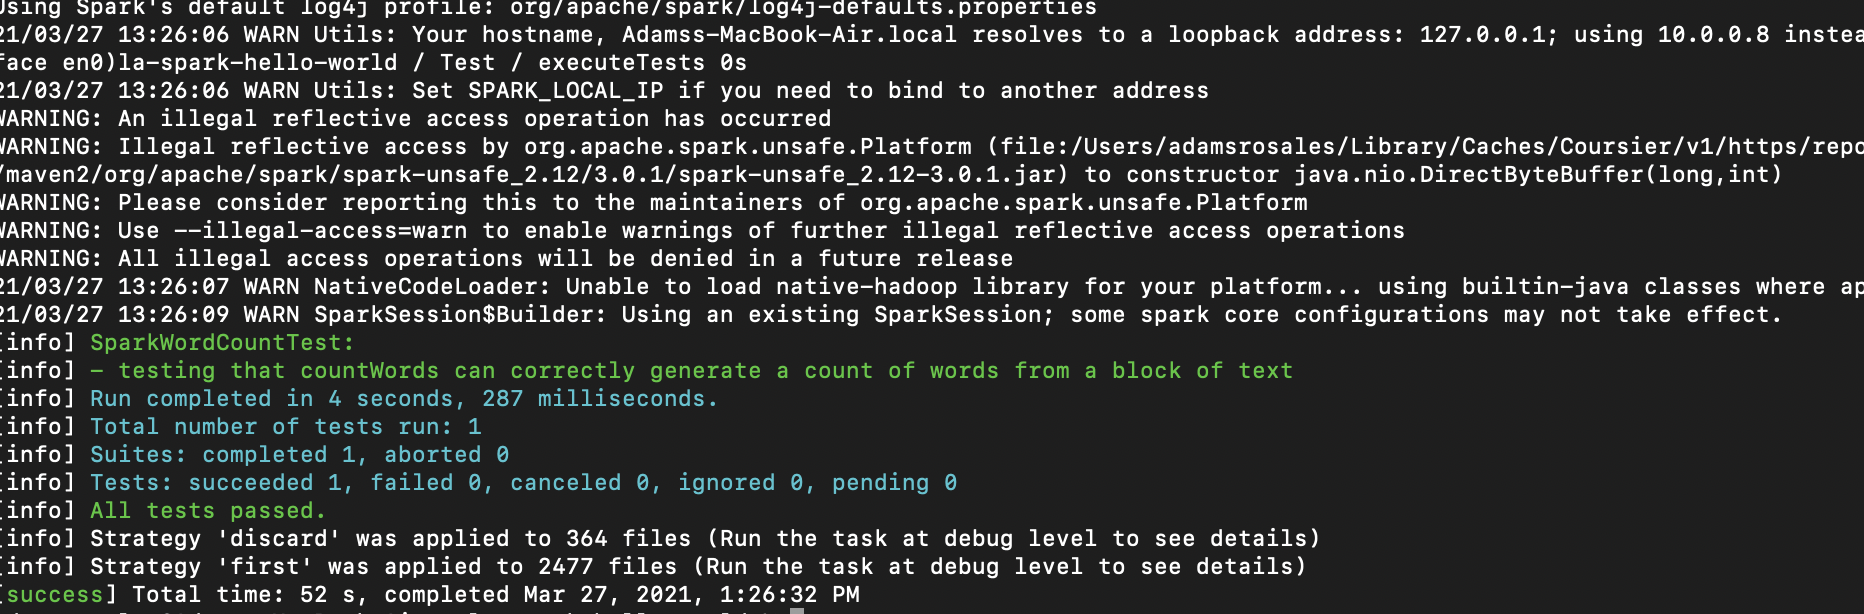 Using Spark's default log4j profile: org/apache/spark/log4j-defaults.properties
21/03/27 13:26:06 WARN Utils: Your hostname, Adamss-MacBook-Air.local resolves to a loopback address: 127.0.0.1; using 10.0.0.8 instea
face en0)la-spark-hello-world / Test / executeTests 0s
21/03/27 13:26:06 WARN Utils: Set SPARK_LOCAL_IP if you need to bind to another address
WARNING: An illegal reflective access operation has occurred
WARNING: Illegal reflective access by org.apache.spark.unsafe.Platform (file:/Users/adamsrosales/Library/Caches/Coursier/v1/https/repo
/maven2/org/apache/spark/spark-unsafe_2.12/3.0.1/spark-unsafe_2.12-3.0.1.jar) to constructor java.nio.DirectByteBuffer(long,int)
WARNING: Please consider reporting this to the maintainers of org.apache.spark.unsafe.Platform
WARNING: Use --illegal-access=warn to enable warnings of further illegal reflective access operations
WARNING: All illegal access operations will be denied in a future release
21/03/27 13:26:07 WARN NativeCodeLoader: Unable to load native-hadoop library for your platform... using builtin-java classes where ap
21/03/27 13:26:09 WARN SparkSession$Builder: Using an existing SparkSession; some spark core configurations may not take effect.
[info] SparkWordCountTest:
[info] - testing that countWords can correctly generate a count of words from a block of text
[info] Run completed in 4 seconds, 287 milliseconds.
[info] Total number of tests run: 1
[info] Suites: completed 1, aborted 0
[info] Tests: succeeded 1, failed 0, canceled 0, ignored 0, pending 0
[info] All tests passed.
[info] Strategy 'discard' was applied to 364 files (Run the task at debug level to see details)
[info] Strategy 'first' was applied to 2477 files (Run the task at debug level to see details)
[success] Total time: 52 s, completed Mar 27, 2021, 1:26:32 PM